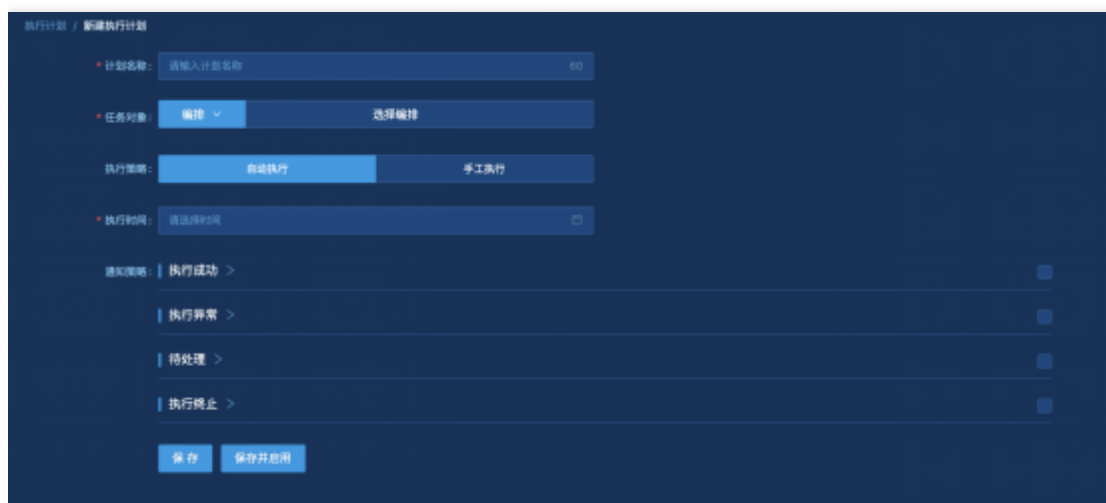 执行计划 / 新建执行计划
* 计划名称: 请输入计划名称 60
* 任务对象: 编排 选择编排
执行策略: 自动执行 手工执行
* 执行时间: 请选择时间
通知策略: 执行成功 >
执行异常 >
待处理 >
执行终止 >
保存 保存并启用